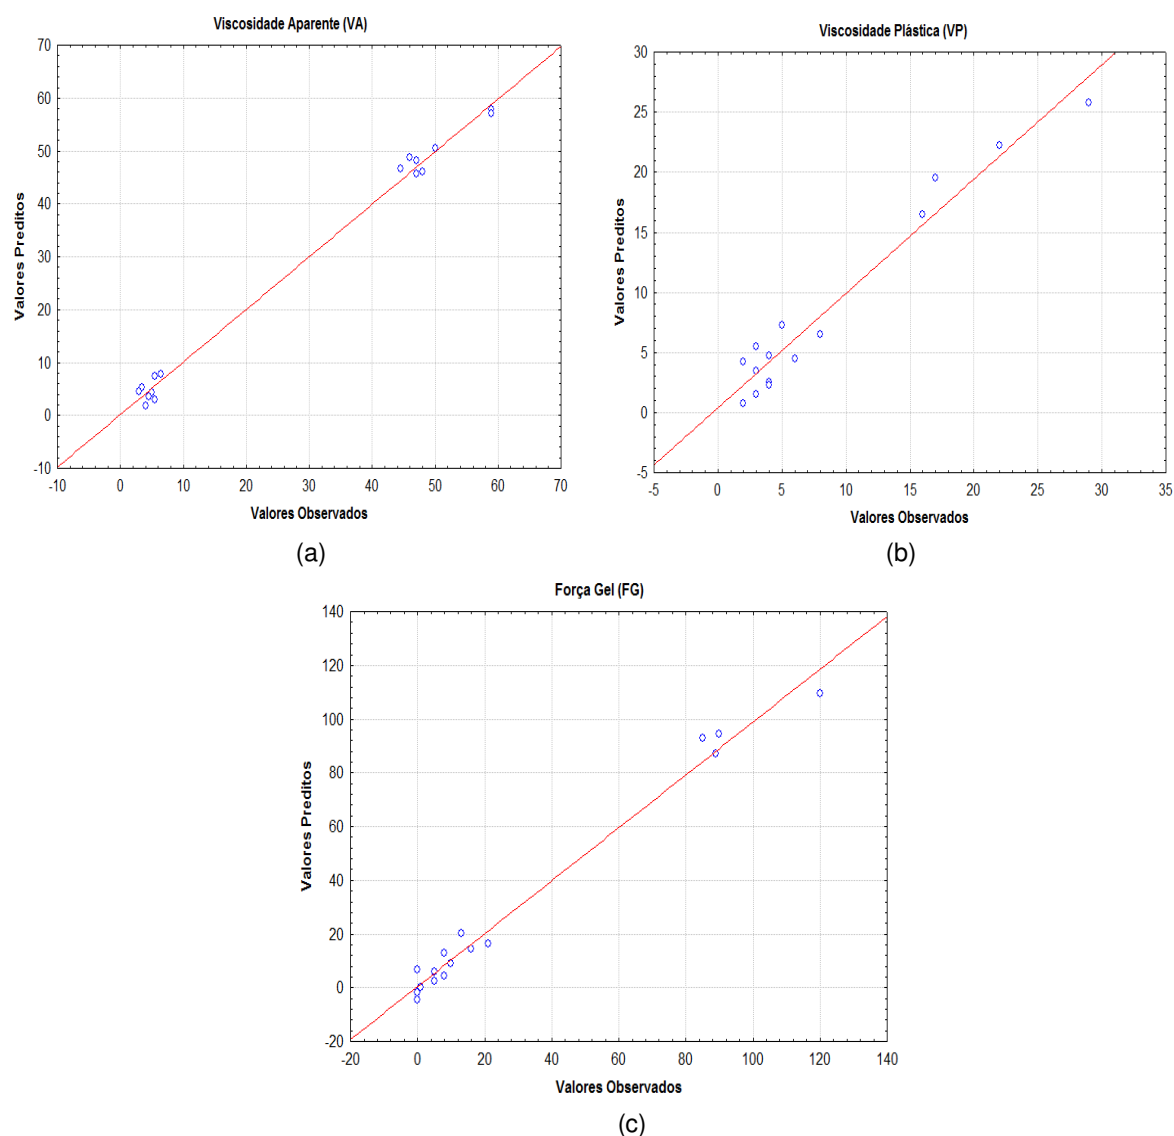 Viscosidade Aparente (VA)
70
60
50
40
30
20
10
0
-10
-10 0 10 20 30 40 50 60 70
Valores Preditos
Valores Observados
(a)
Viscosidade Plástica (VP)
30
25
20
15
10
5
0
-5
-5 0 5 10 15 20 25 30 35
Valores Preditos
Valores Observados
(b)
Força Gel (FG)
140
120
100
80
60
40
20
0
-20
-20 0 20 40 60 80 100 120 140
Valores Preditos
Valores Observados
(c)